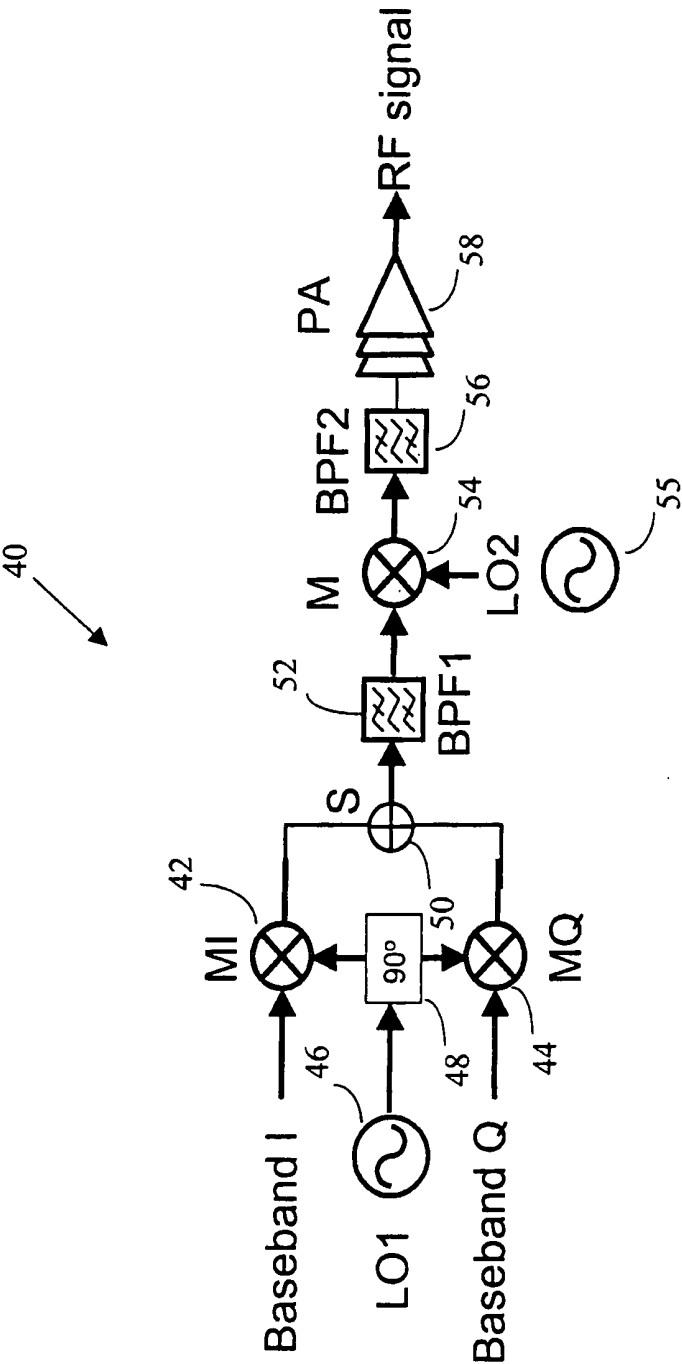 40
Baseband I
LO1
Baseband Q
46
MI
42
90°
48
44
MQ
S
50
52
BPF1
M
54
LO2
55
BPF2
56
PA
58
RF signal